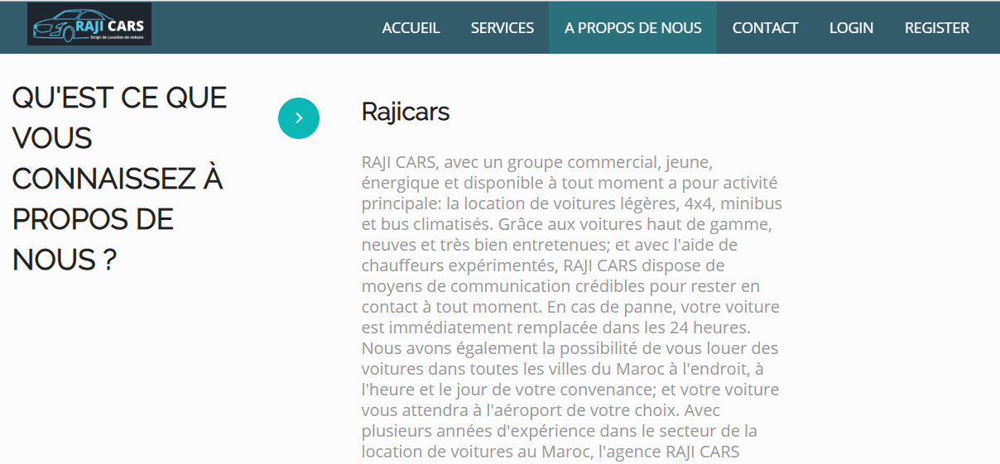 RAJI CARS
Script de Location de voiture
ACCUEIL SERVICES A PROPOS DE NOUS CONTACT LOGIN REGISTER
QU'EST CE QUE
VOUS
CONNAISSEZ À
PROPOS DE
NOUS ?
Rajicars
RAJI CARS, avec un groupe commercial, jeune,
énergique et disponible à tout moment a pour activité
principale: la location de voitures légères, 4x4, minibus
et bus climatisés. Grâce aux voitures haut de gamme,
neuves et très bien entretenues; et avec l'aide de
chauffeurs expérimentés, RAJI CARS dispose de
moyens de communication crédibles pour rester en
contact à tout moment. En cas de panne, votre voiture
est immédiatement remplacée dans les 24 heures.
Nous avons également la possibilité de vous louer des
voitures dans toutes les villes du Maroc à l'endroit, à
l'heure et le jour de votre convenance; et votre voiture
vous attendra à l'aéroport de votre choix. Avec
plusieurs années d'expérience dans le secteur de la
location de voitures au Maroc, l'agence RAJI CARS